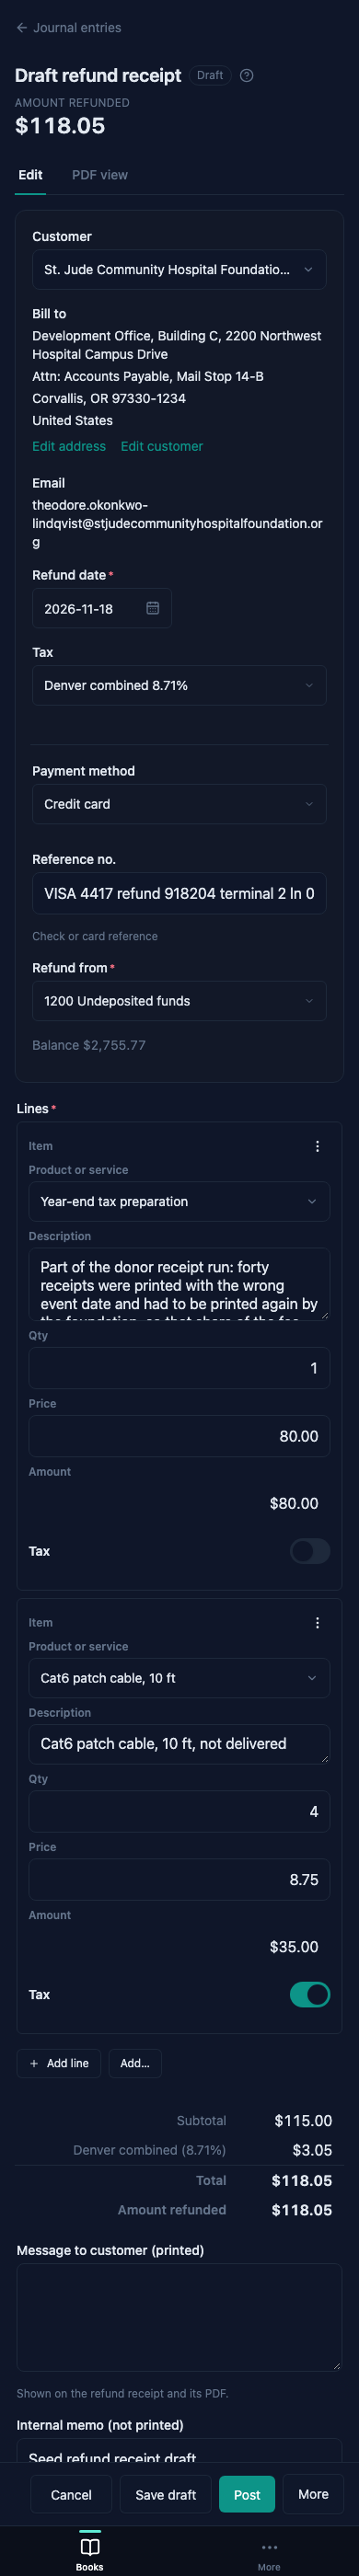 Journal entries
Draft refund receipt Draft
AMOUNT REFUNDED
$118.05
Edit PDF view
Customer
St. Jude Community Hospital Foundatio...
Bill to
Development Office, Building C, 2200 Northwest
Hospital Campus Drive
Attn: Accounts Payable, Mail Stop 14-B
Corvallis, OR 97330-1234
United States
Edit address Edit customer
Email
theodore.okonkwo-
lindqvist@stjudecommunityhospitalfoundation.or
g
Refund date*
2026-11-18
Tax
Denver combined 8.71%
Payment method
Credit card
Reference no.
VISA 4417 refund 918204 terminal 2 ln 0
Check or card reference
Refund from*
1200 Undeposited funds
Balance $2,755.77
Lines*
Item
Product or service
Year-end tax preparation
Description
Part of the donor receipt run: forty
receipts were printed with the wrong
event date and had to be printed again by
the foundation, so that share of the fee
Qty
1
Price
80.00
Amount
$80.00
Tax
Item
Product or service
Cat6 patch cable, 10 ft
Description
Cat6 patch cable, 10 ft, not delivered
Qty
4
Price
8.75
Amount
$35.00
Tax
+ Add line Add...
Subtotal $115.00
Denver combined (8.71%) $3.05
Total $118.05
Amount refunded $118.05
Message to customer (printed)
Shown on the refund receipt and its PDF.
Internal memo (not printed)
Seed refund receipt draft
Cancel Save draft Post More
Books More